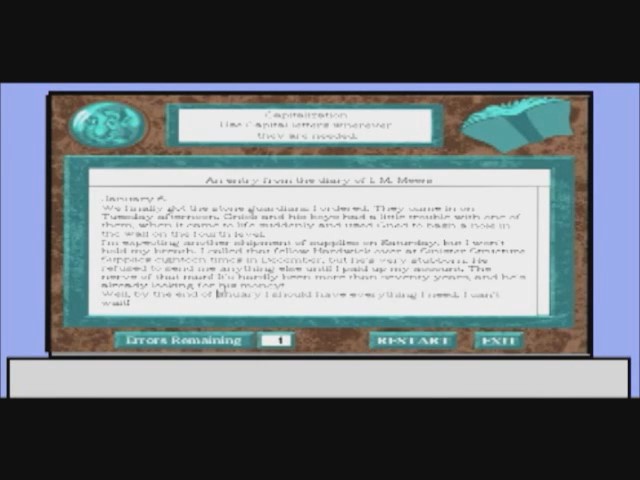 Capitalization
Use Capital letters wherever
they are needed.
An entry from the diary of I. M. Meen
January 6,
We finally got the stone guardians I ordered. They came in on
Tuesday afternoon. Gnick and his boys had a little trouble with one of
them, when it came to life suddenly and used to bash a hole in
the wall on the fourth level.
I'm expecting another shipment of supplies on Saturday, but I won't
hold my breath. I called that fellow Hardwick over at Sinister Structure
Supplies eighteen times in December, but he's very stubborn. He
refused to send me anything else until I paid up my account. The
nerve of that man! It's hardly been more than seventy years, and he's
already looking for his money!
Well, by the end of january I should have everything I need. I can't
wait!
Errors Remaining 1 RESTART EXIT